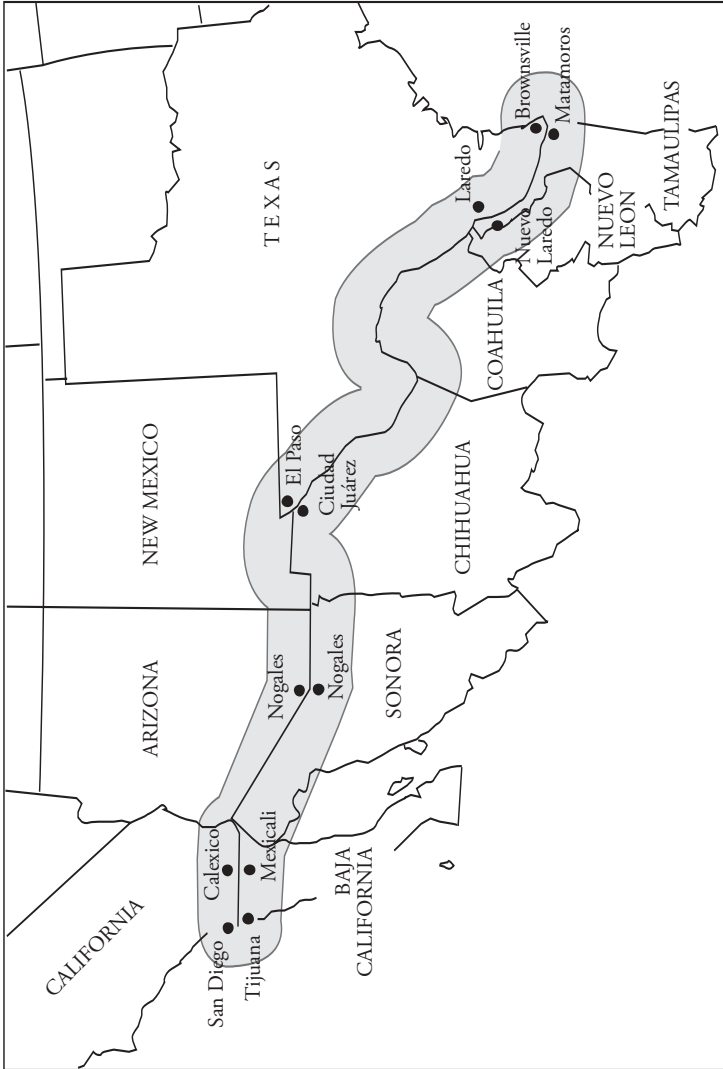 CALIFORNIA
ARIZONA
NEW MEXICO
TEXAS
San Diego
Calexico
Tijuana
Mexicali
Nogales
Nogales
El Paso
Ciudad
Juárez
Laredo
Nuevo
Laredo
Brownsville
Matamoros
BAJA
CALIFORNIA
SONORA
CHIHUAHUA
COAHUILA
NUEVO
LEON
TAMAULIPAS